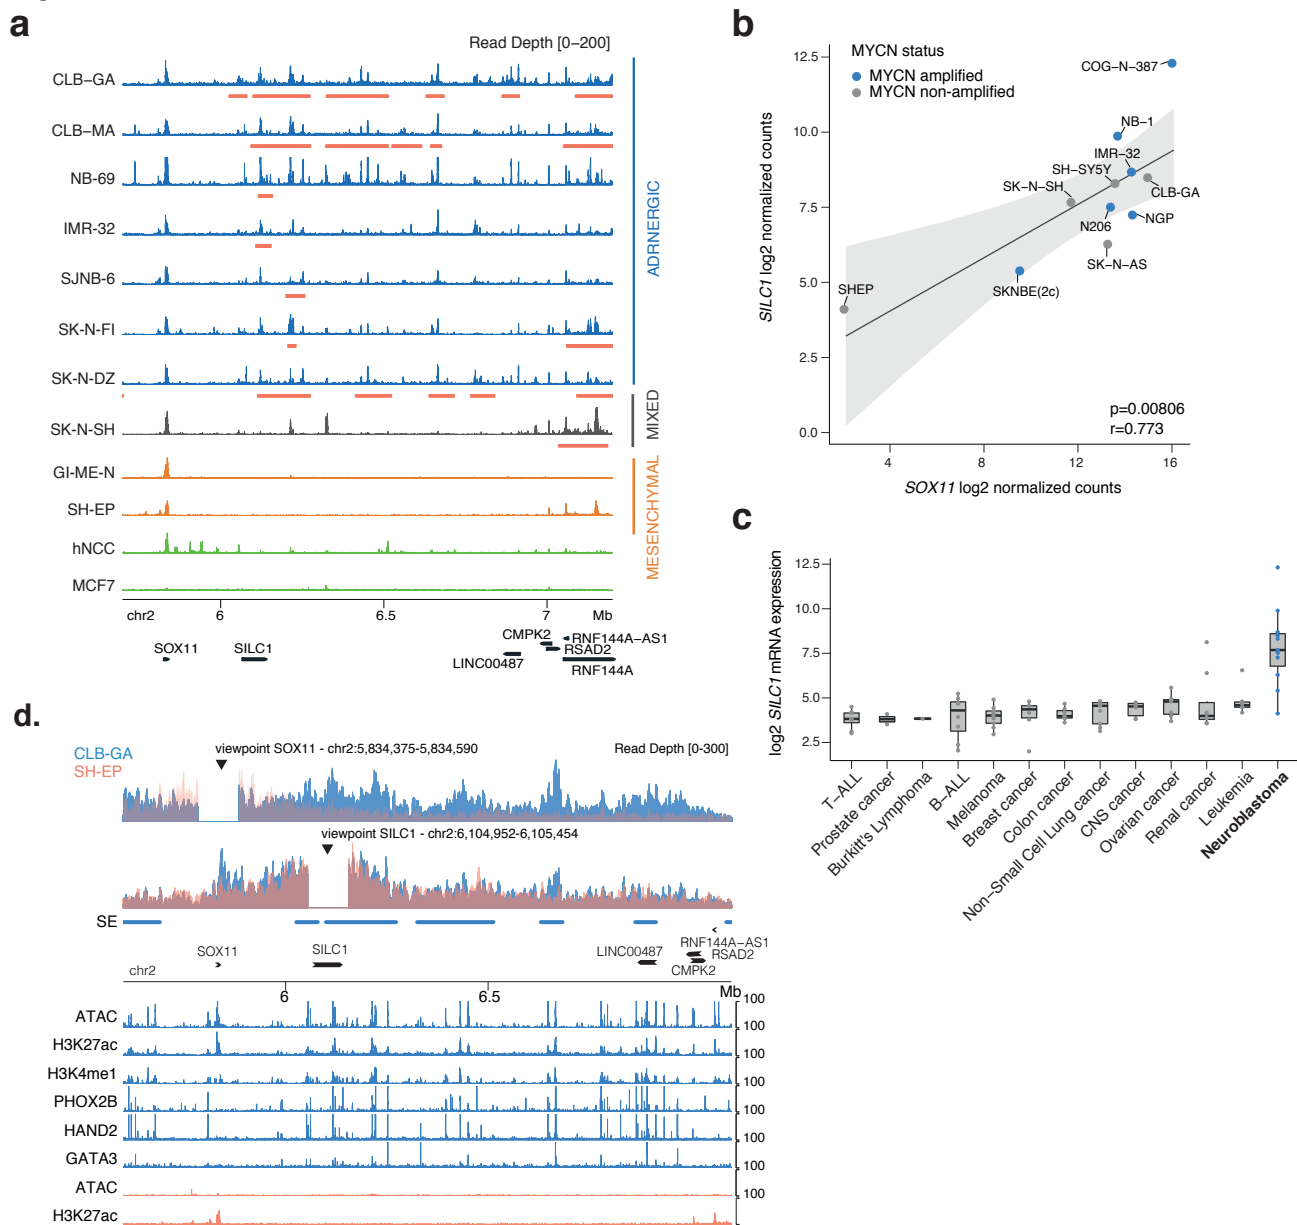 a
Read Depth [0–200]
CLB–GA
CLB–MA
NB-69
IMR-32
SJNB-6
SK-N-FI
SK-N-DZ
SK-N-SH
GI-ME-N
SH-EP
hNCC
MCF7
ADRNERGIC
MIXED
MESENCHYMAL
chr2 6 6.5 7 Mb
SOX11
SILC1
LINC00487
CMPK2
RNF144A–AS1
RSAD2
RNF144A
b
MYCN status
MYCN amplified
MYCN non-amplified
SILC1 log2 normalized counts
12.5
10.0
7.5
5.0
2.5
0.0
COG–N–387
NB–1
IMR–32
SH–SY5Y
SK–N–SH
CLB-GA
N206
NGP
SK–N–AS
SKNBE(2c)
SHEP
p=0.00806
r=0.773
4 8 12 16
SOX11 log2 normalized counts
c
log2 SILC1 mRNA expression
12.5
10.0
7.5
5.0
2.5
T–ALL
Prostate cancer
Burkitt's Lymphoma
B–ALL
Melanoma
Breast cancer
Colon cancer
Non–Small Cell Lung cancer
CNS cancer
Ovarian cancer
Renal cancer
Leukemia
Neuroblastoma
d.
CLB-GA
SH-EP
viewpoint SOX11 - chr2:5,834,375-5,834,590
Read Depth [0-300]
viewpoint SILC1 - chr2:6,104,952-6,105,454
SE
SOX11
SILC1
LINC00487
RNF144A–AS1
RSAD2
CMPK2
chr2
6 6.5 Mb
ATAC 100
100
H3K27ac
100
H3K4me1
100
PHOX2B
100
HAND2
100
GATA3
100
ATAC 100
H3K27ac